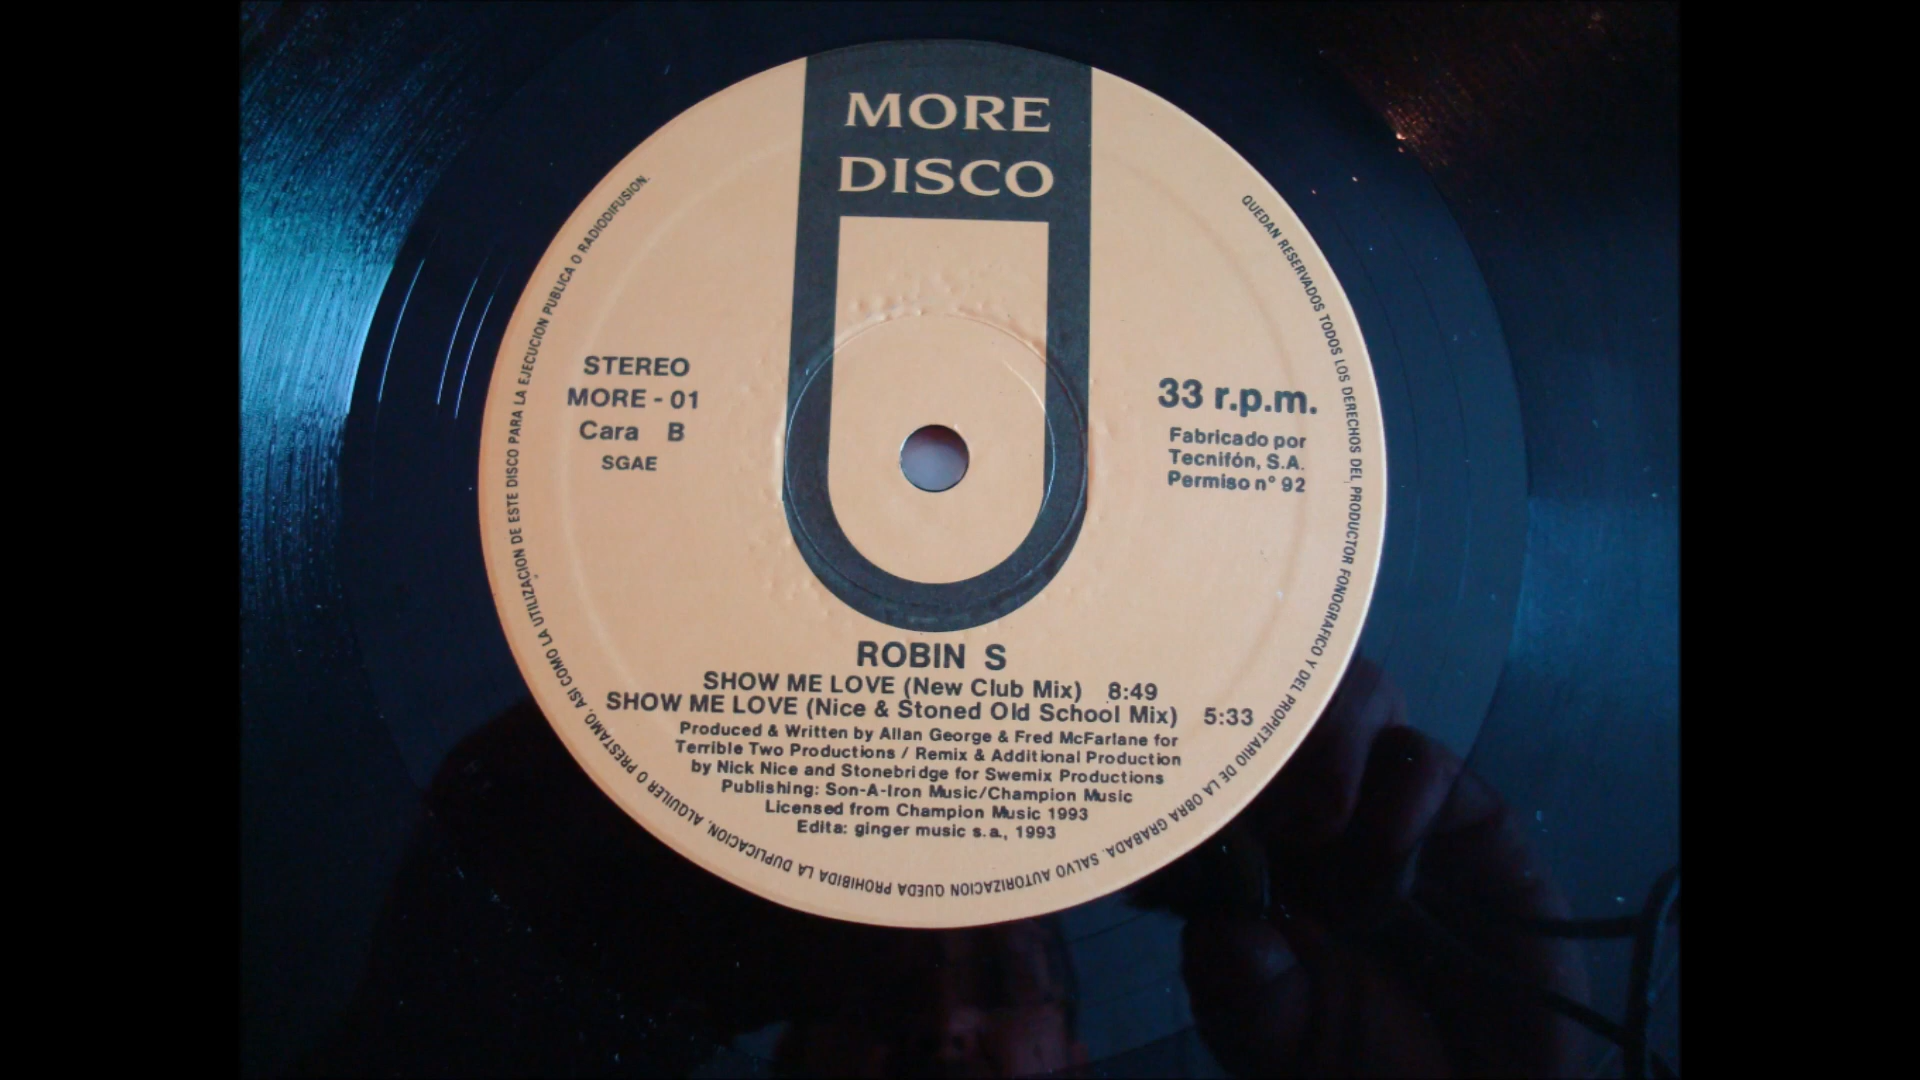 MORE
DISCO
STEREO
MORE - 01
Cara B
SGAE
33 r.p.m.
Fabricado por
Tecnifón, S.A.
Permiso n° 92
ROBIN S
SHOW ME LOVE (New Club Mix) 8:49
SHOW ME LOVE (Nice & Stoned Old School Mix) 5:33
Produced & Written by Allan George & Fred McFarlane for
Terrible Two Productions / Remix & Additional Production
by Nick Nice and Stonebridge for Swemix Productions
Publishing: Son-A-Iron Music/Champion Music
Licensed from Champion Music 1993
Edita: ginger music s.a., 1993
QUEDAN RESERVADOS TODOS LOS DERECHOS DEL PRODUCTOR FONOGRAFICO Y DEL PROPIETARIO DE LA OBRA GRABADA. SALVO AUTORIZACION QUEDA PROHIBIDA LA DUPLICACION, ALQUILER O PRESTAMO, ASI COMO LA UTILIZACION DE ESTE DISCO PARA LA EJECUCION PUBLICA O RADIODIFUSION.